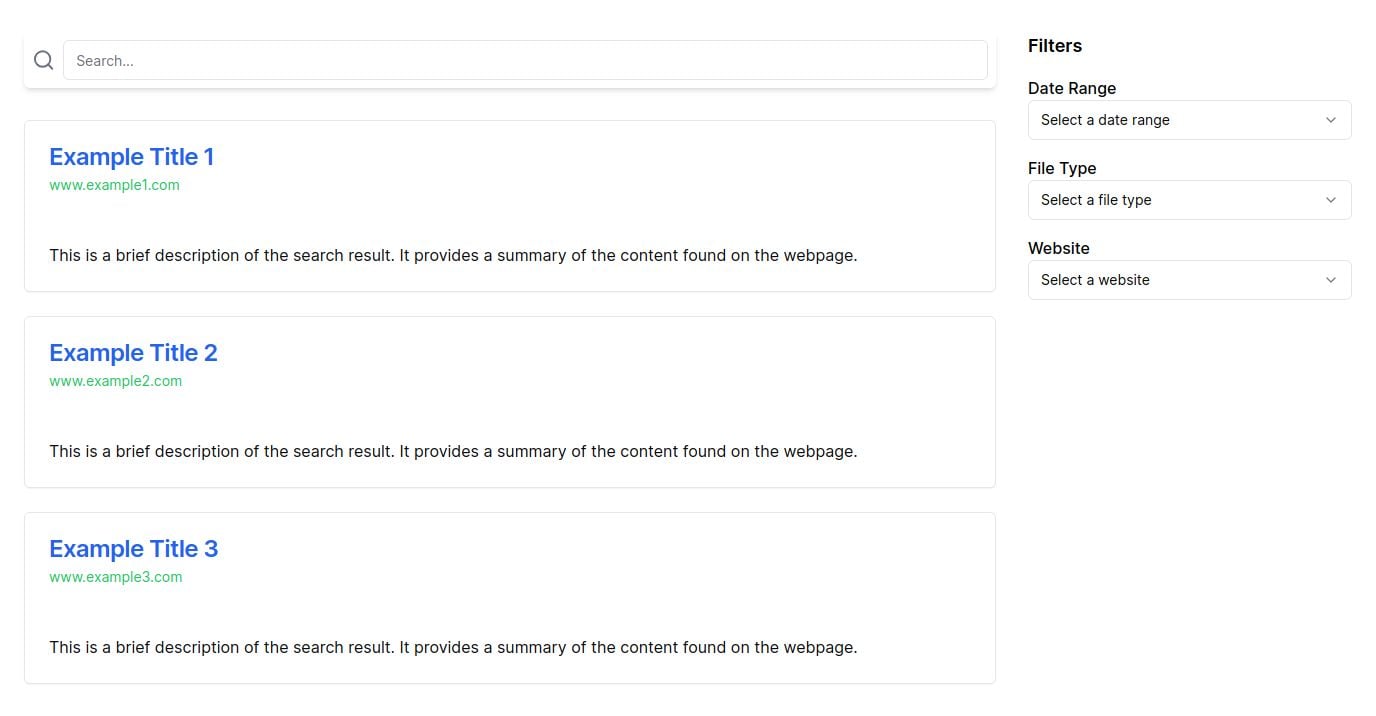 Search...
Example Title 1
www.example1.com
This is a brief description of the search result. It provides a summary of the content found on the webpage.
Example Title 2
www.example2.com
This is a brief description of the search result. It provides a summary of the content found on the webpage.
Example Title 3
www.example3.com
This is a brief description of the search result. It provides a summary of the content found on the webpage.
Filters
Date Range
Select a date range
File Type
Select a file type
Website
Select a website